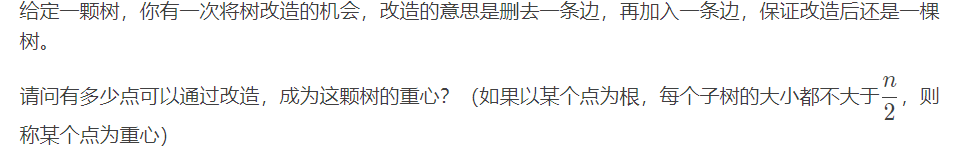 给定一颗树，你有一次将树改造的机会，改造的意思是删去一条边，再加入一条边，保证改造后还是一棵
树。
请问有多少点可以通过改造，成为这颗树的重心？（如果以某个点为根，每个子树的大小都不大于$\frac{n}{2}$，则
称某个点为重心）